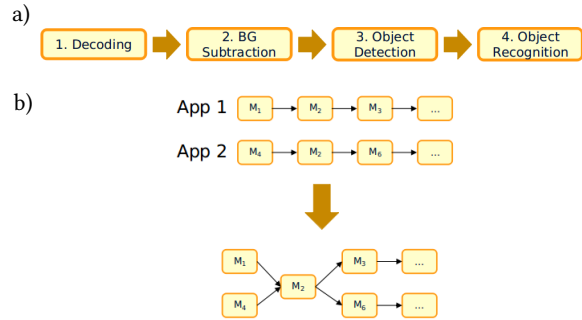 a)
1. Decoding
2. BG
Subtraction
3. Object
Detection
4. Object
Recognition
b)
App 1
M₁
M₂
M₃
...
App 2
M₄
M₂
M₆
...
M₁
M₃
...
M₂
M₄
M₆
...